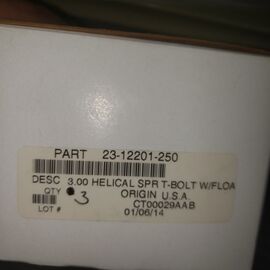 PART 23-12201-250
DESC 3.00 HELICAL SPR T-BOLT W/FLOA
QTY 3 ORIGIN U.S.A.
CT00029AAB
LOT # 01/06/14